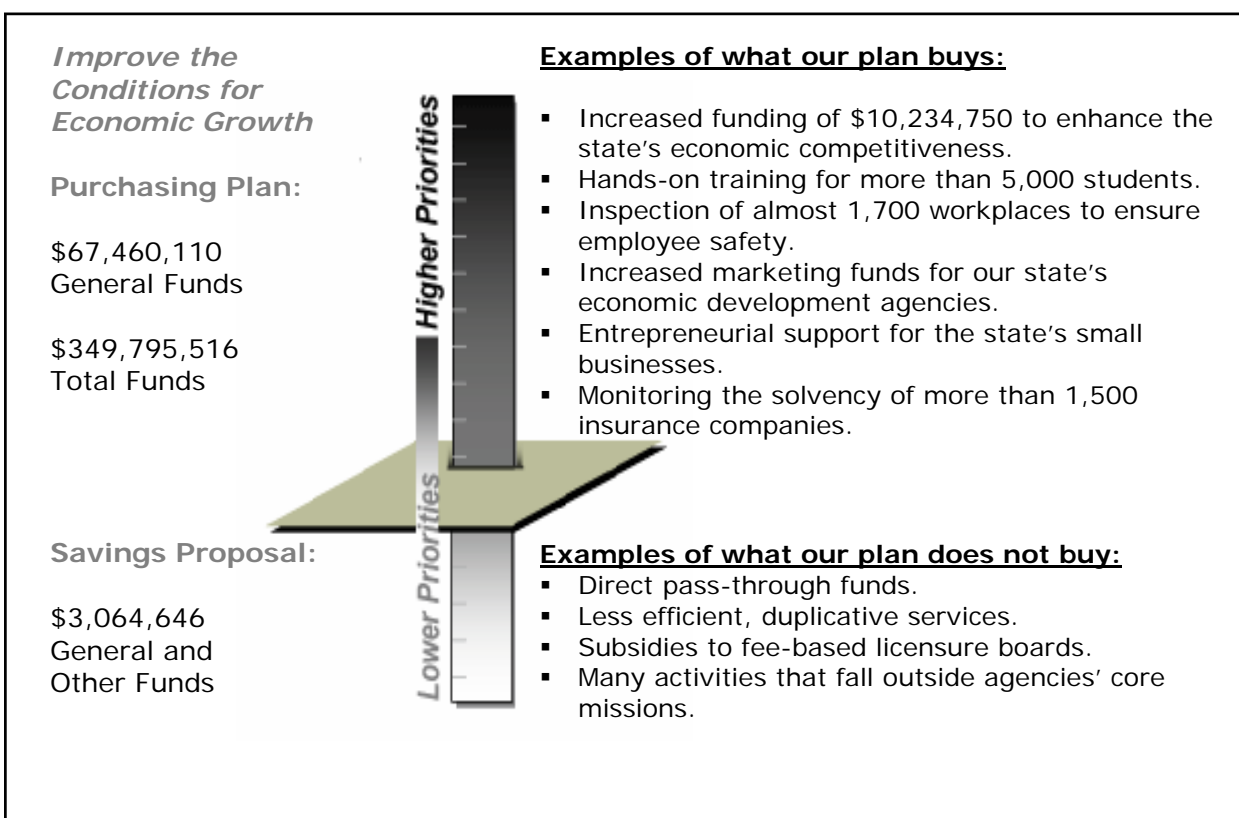 Improve the
Conditions for
Economic Growth
Purchasing Plan:
$67,460,110
General Funds
$349,795,516
Total Funds
Higher Priorities
Examples of what our plan buys:
▪ Increased funding of $10,234,750 to enhance the
state's economic competitiveness.
▪ Hands-on training for more than 5,000 students.
▪ Inspection of almost 1,700 workplaces to ensure
employee safety.
▪ Increased marketing funds for our state's
economic development agencies.
▪ Entrepreneurial support for the state's small
businesses.
▪ Monitoring the solvency of more than 1,500
insurance companies.
Savings Proposal:
$3,064,646
General and
Other Funds
Lower Priorities
Examples of what our plan does not buy:
▪ Direct pass-through funds.
▪ Less efficient, duplicative services.
▪ Subsidies to fee-based licensure boards.
▪ Many activities that fall outside agencies' core
missions.